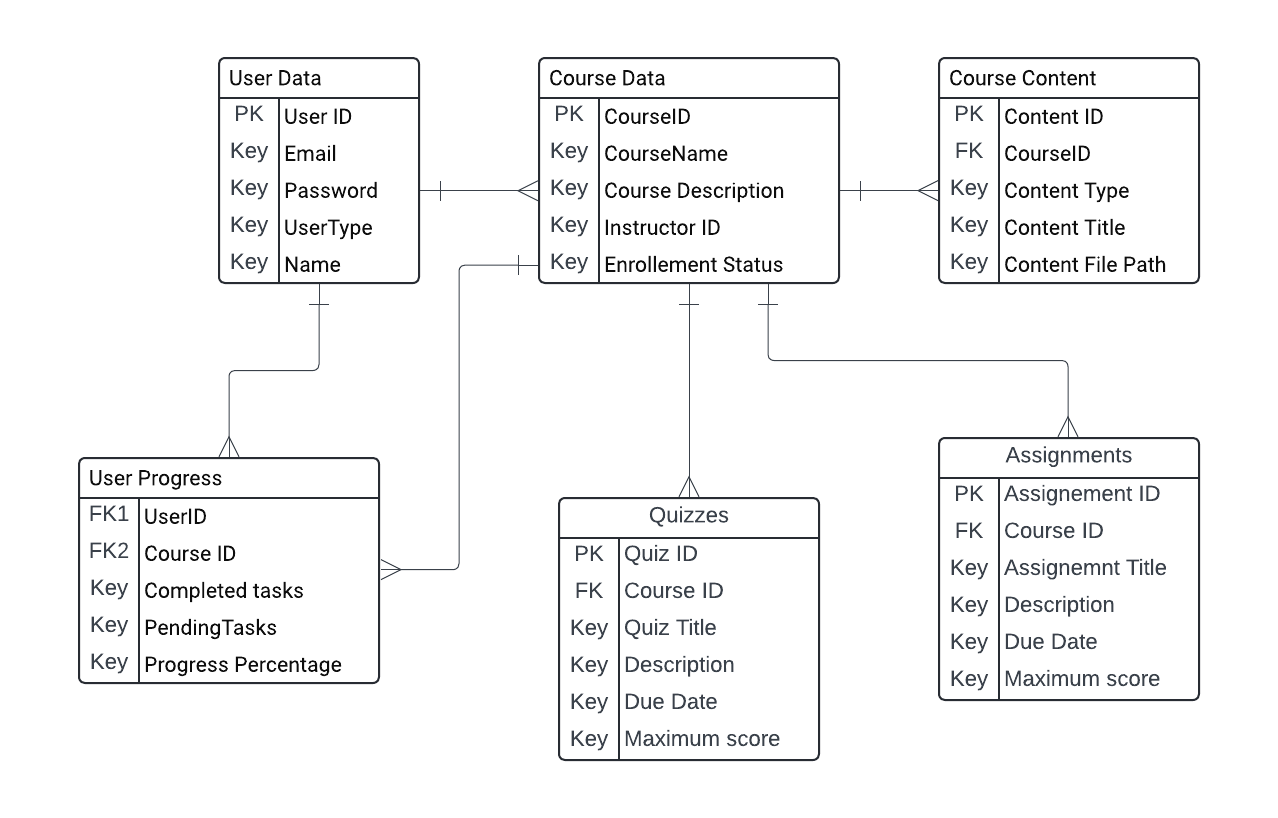 User Data
PK User ID
Key Email
Key Password
Key UserType
Key Name
Course Data
PK CourseID
Key CourseName
Key Course Description
Key Instructor ID
Key Enrollement Status
Course Content
PK Content ID
FK CourseID
Key Content Type
Key Content Title
Key Content File Path
User Progress
FK1 UserID
FK2 Course ID
Key Completed tasks
Key PendingTasks
Key Progress Percentage
Quizzes
PK Quiz ID
FK Course ID
Key Quiz Title
Key Description
Key Due Date
Key Maximum score
Assignments
PK Assignement ID
FK Course ID
Key Assignemnt Title
Key Description
Key Due Date
Key Maximum score